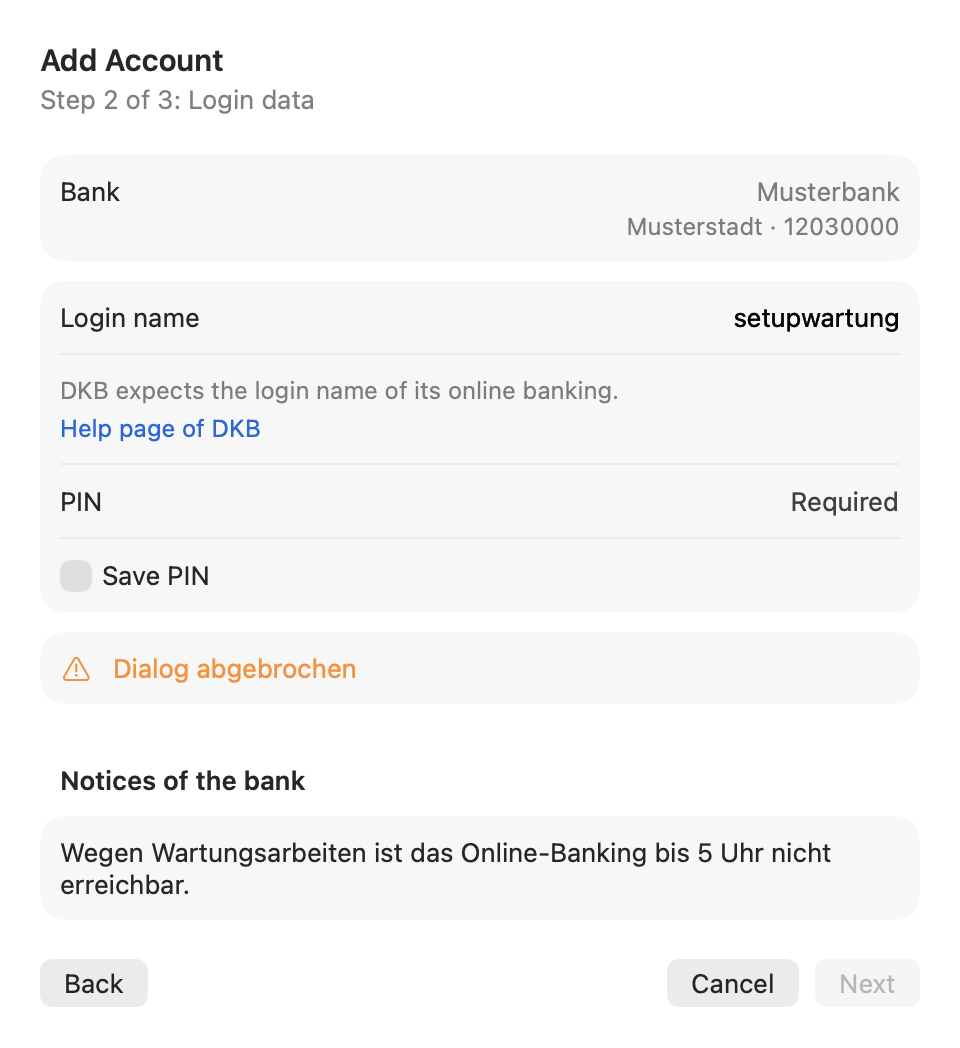 Add Account
Step 2 of 3: Login data
Bank
Musterbank
Musterstadt · 12030000
Login name
setupwartung
DKB expects the login name of its online banking.
Help page of DKB
PIN
Required
Save PIN
Dialog abgebrochen
Notices of the bank
Wegen Wartungsarbeiten ist das Online-Banking bis 5 Uhr nicht
erreichbar.
Back
Cancel
Next